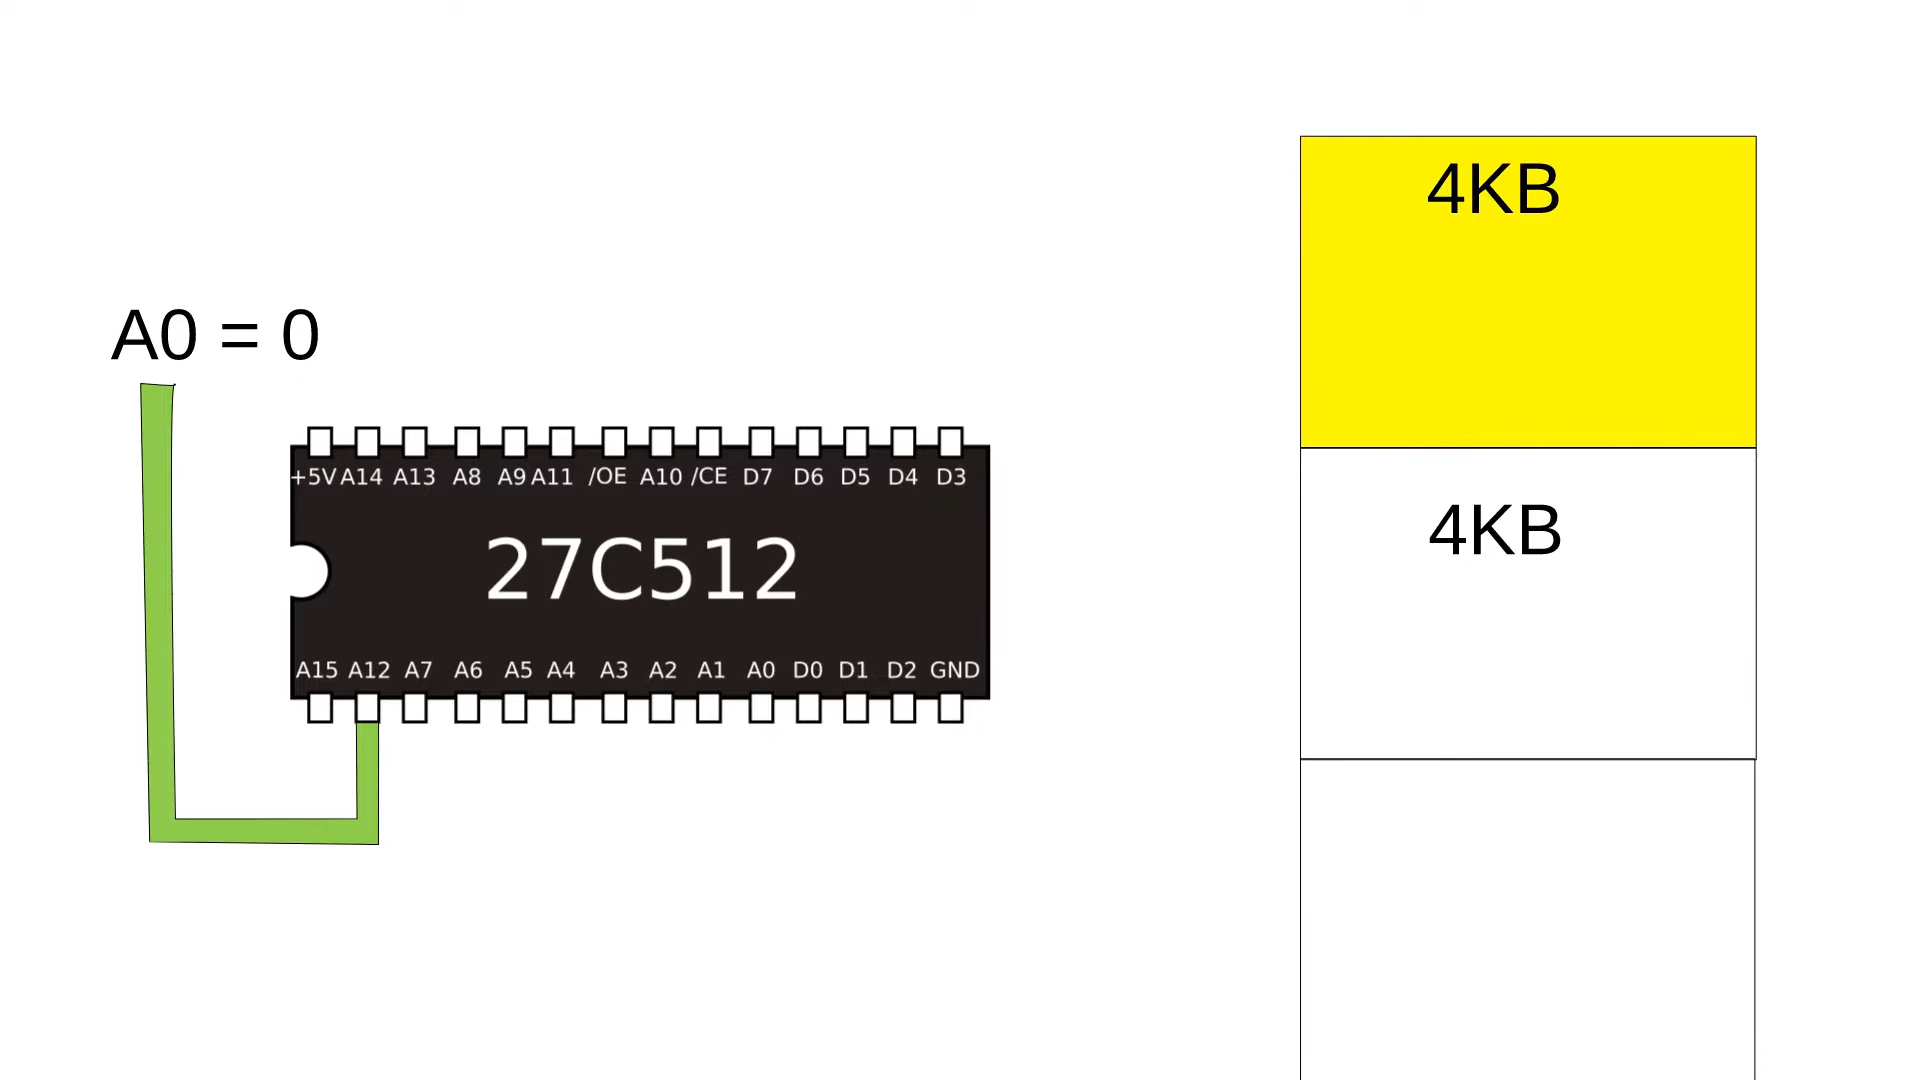 4KB
A0 = 0
+5V A14 A13 A8 A9 A11 /OE A10 /CE D7 D6 D5 D4 D3
4KB
27C512
A15 A12 A7 A6 A5 A4 A3 A2 A1 A0 D0 D1 D2 GND